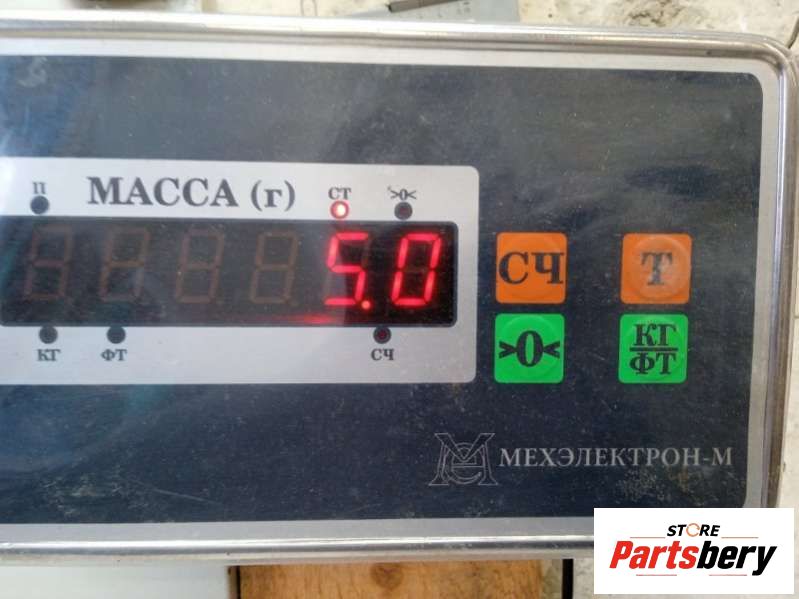 П МАССА (г) СТ >0<
5.0
КГ ФТ СЧ
СЧ Т
>0< КГ/ФТ
МЕХЭЛЕКТРОН-М
STORE
Partsbery